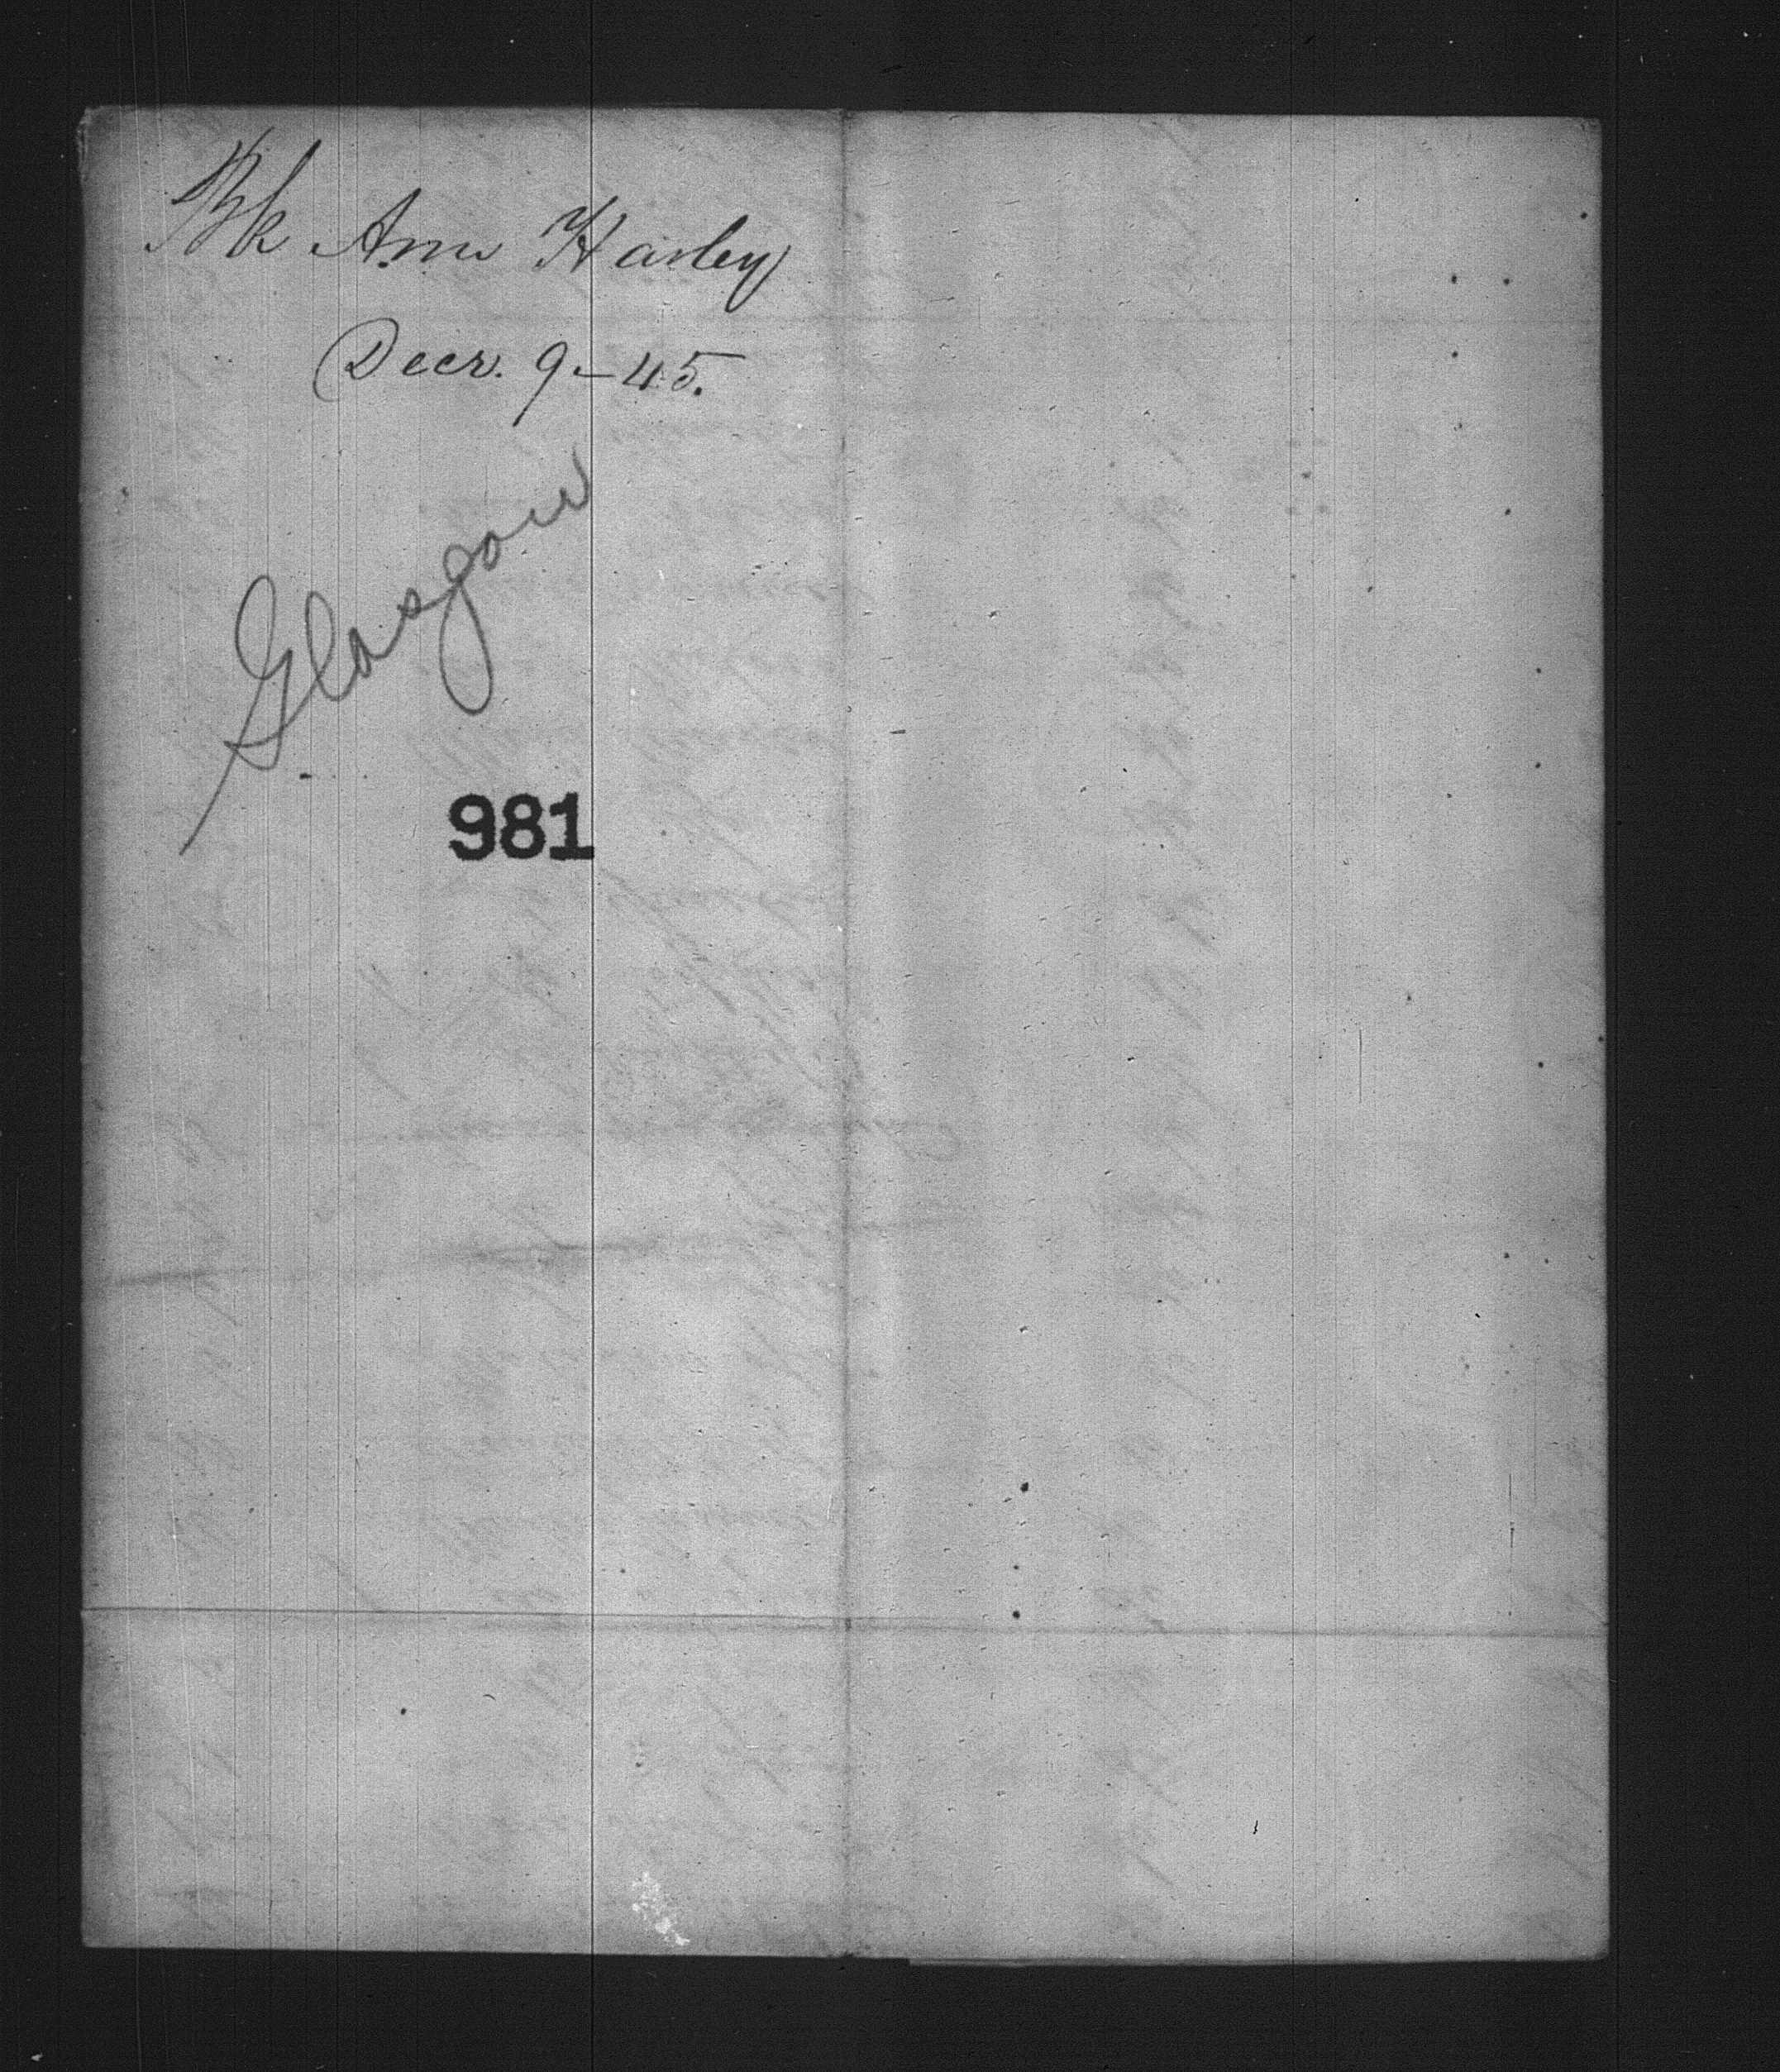 Bk Ann Harley
Decr. 9-45.
Glasgow
981